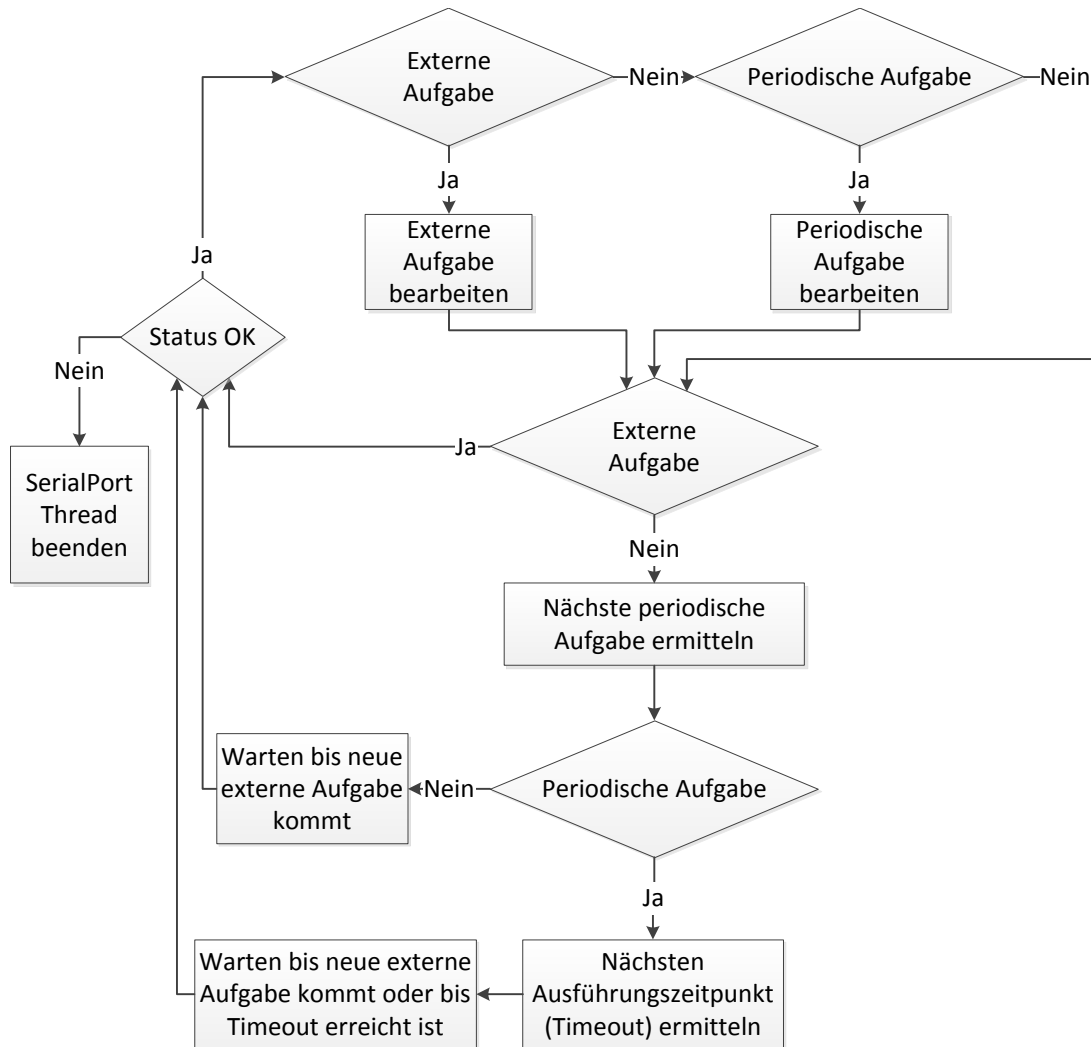 Externe
Aufgabe
Nein
Periodische Aufgabe
Nein
Ja
Ja
Externe
Aufgabe
bearbeiten
Periodische
Aufgabe
bearbeiten
Ja
Status OK
Nein
SerialPort
Thread
beenden
Externe
Aufgabe
Ja
Nein
Nächste periodische
Aufgabe ermitteln
Periodische Aufgabe
Nein
Warten bis neue
externe Aufgabe
kommt
Ja
Nächsten
Ausführungszeitpunkt
(Timeout) ermitteln
Warten bis neue externe
Aufgabe kommt oder bis
Timeout erreicht ist